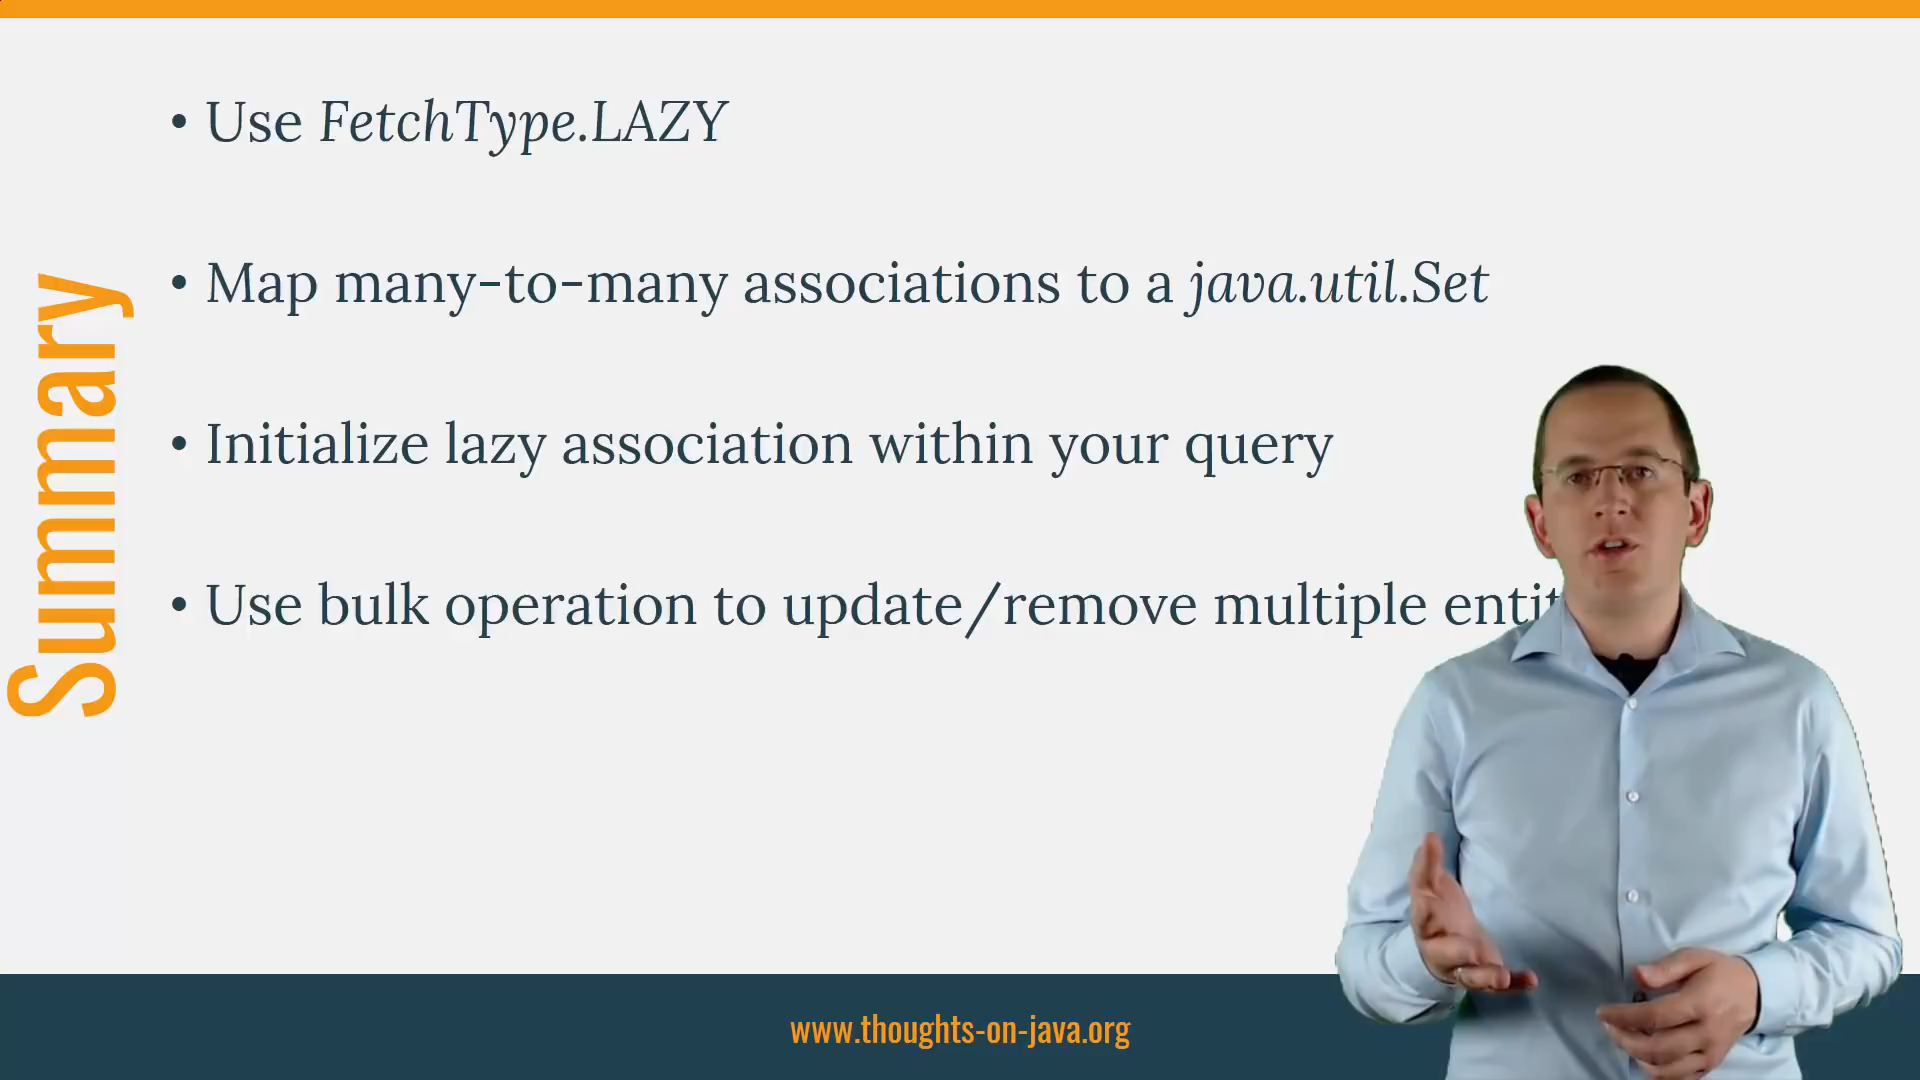 Summary
• Use FetchType.LAZY
• Map many-to-many associations to a java.util.Set
• Initialize lazy association within your query
• Use bulk operation to update/remove multiple
www.thoughts-on-java.org